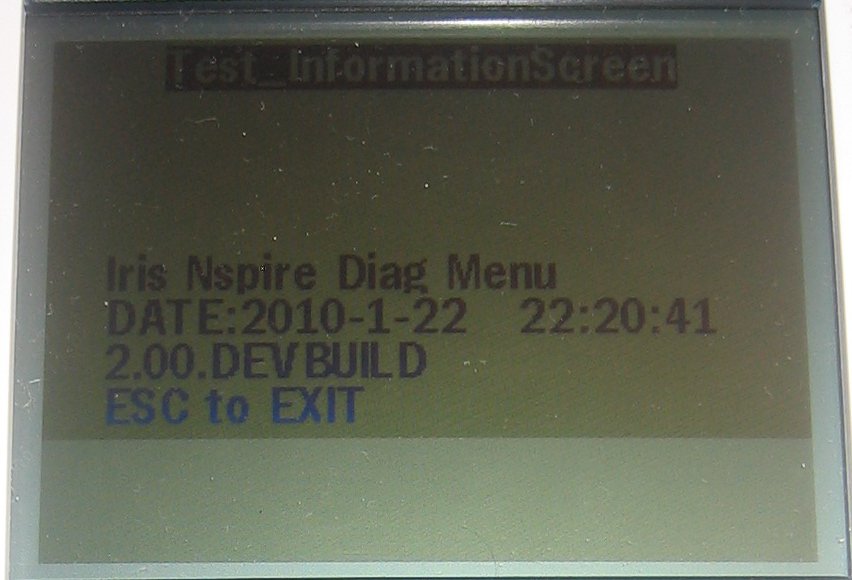 Test_InformationScreen
Iris Nspire Diag Menu
DATE:2010-1-22 22:20:41
2.00.DEVBUILD
ESC to EXIT